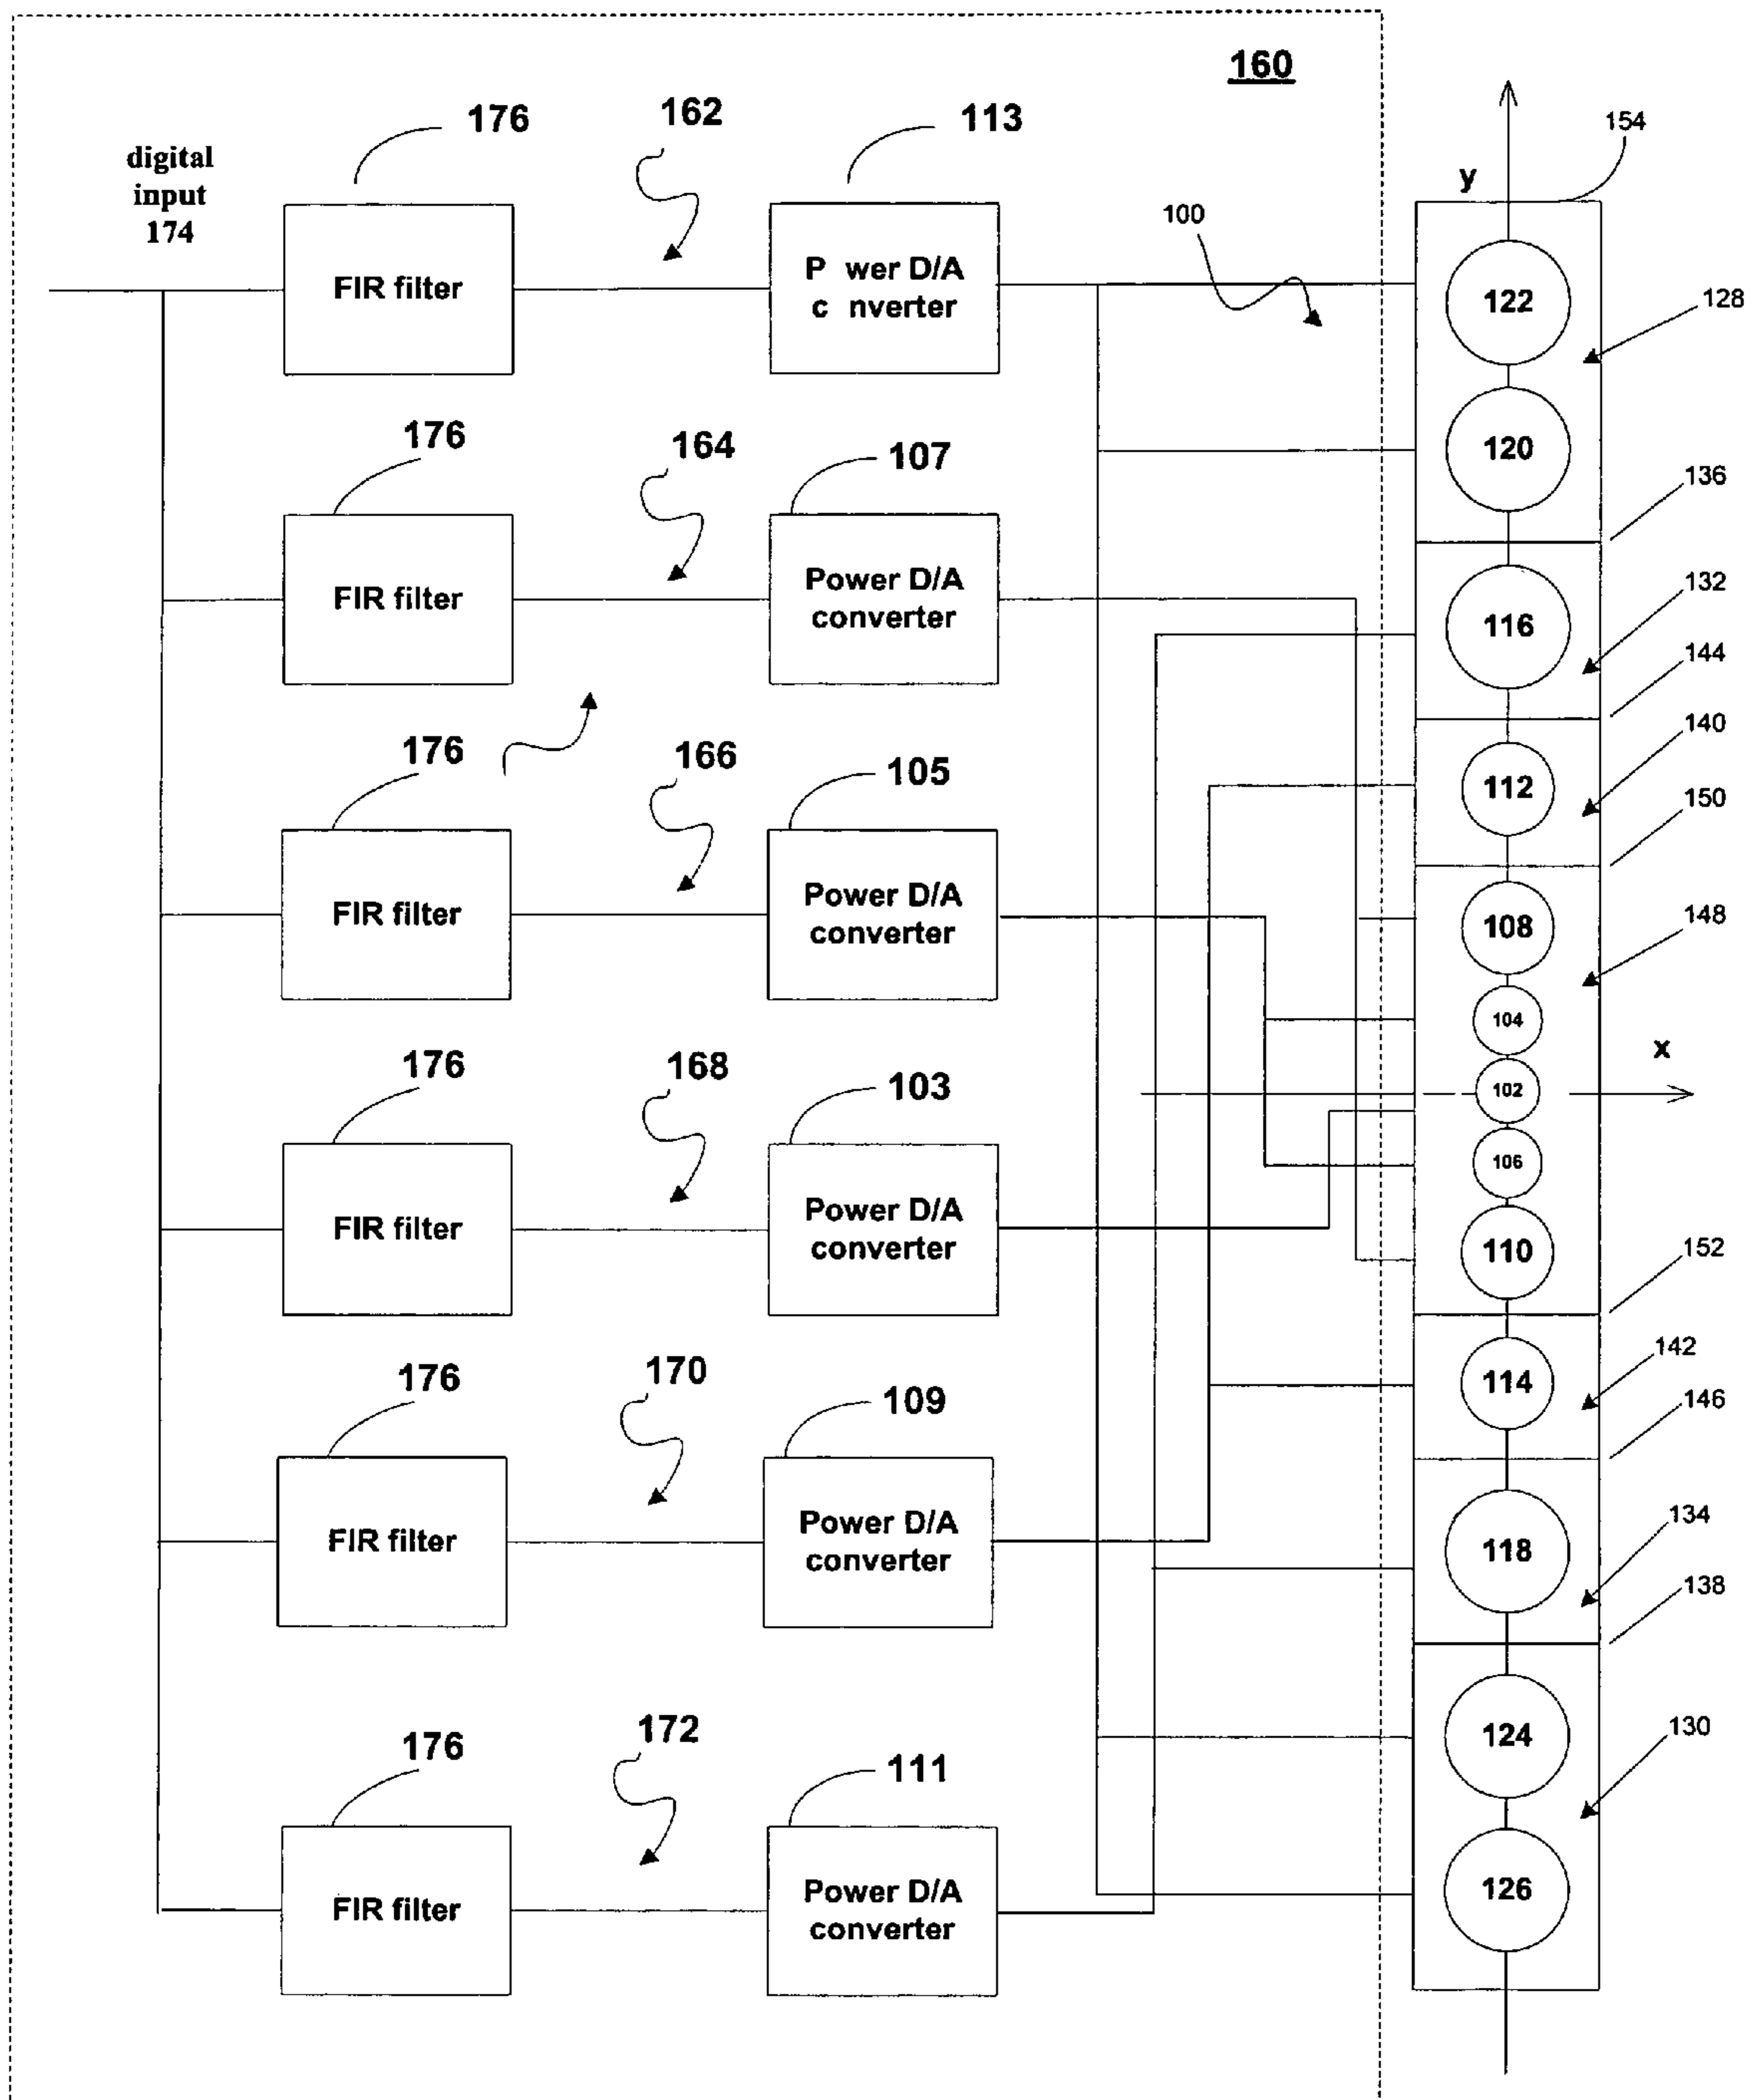 160
176
162
113
154
digital
input
174
y
100
FIR filter
P wer D/A
c nverter
122
128
176
164
107
120
136
FIR filter
Power D/A
converter
132
116
144
176
166
105
140
112
150
FIR filter
Power D/A
converter
108
148
104
176
168
103
x
102
106
FIR filter
Power D/A
converter
110
152
176
170
109
142
114
146
FIR filter
Power D/A
converter
118
134
138
176
172
111
124
130
FIR filter
Power D/A
converter
126